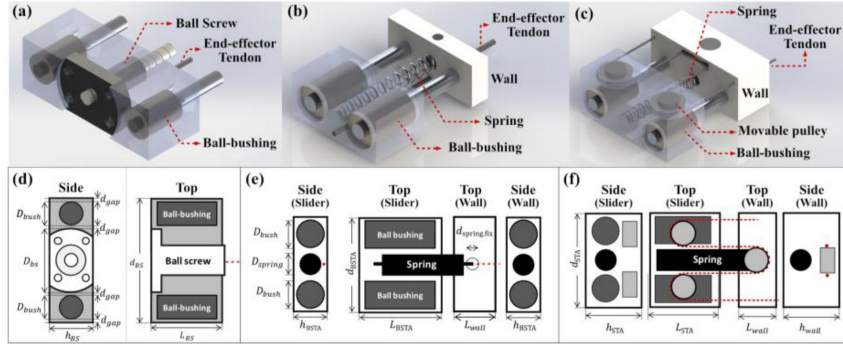 (a)
Ball Screw
End-effector
Tendon
Ball-bushing
(b)
End-effector
Tendon
Wall
Spring
Ball-bushing
(c)
Spring
End-effector
Tendon
Wall
Movable pulley
Ball-bushing
(d)
Side
Top
d_gap
D_bush
d_gap
D_bs
d_gap
D_bush
d_gap
h_BS
d_BS
Ball-bushing
Ball screw
Ball-bushing
L_BS
(e)
Side
(Slider)
Top
(Slider)
Top
(Wall)
Side
(Wall)
D_bush
D_spring
D_bush
h_BSTA
d_BSTA
Ball bushing
Spring
Ball bushing
L_BSTA
d_spring,fix
L_wall
h_BSTA
(f)
Side
(Slider)
Top
(Slider)
Top
(Wall)
Side
(Wall)
d_STA
h_STA
Spring
L_STA
L_wall
h_wall